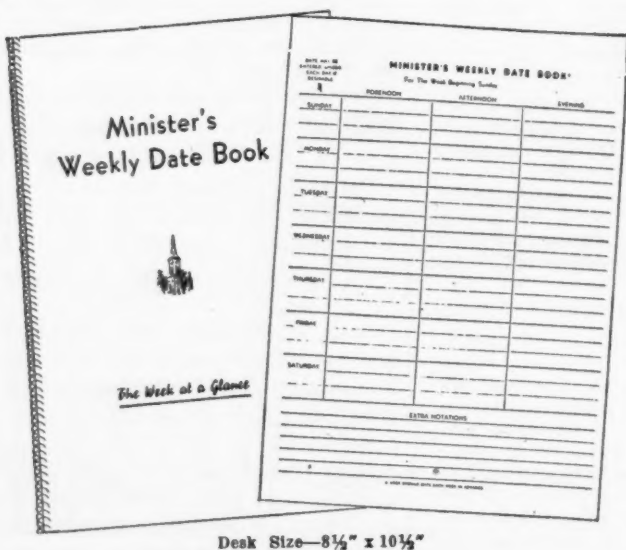 Minister's
Weekly Date Book
The Week at a Glance
MINISTER'S WEEKLY DATE BOOK
For The Week Beginning Sunday
FORENOON AFTERNOON EVENING
SUNDAY
MONDAY
TUESDAY
WEDNESDAY
THURSDAY
FRIDAY
SATURDAY
EXTRA NOTATIONS
Desk Size—8½" x 10½"